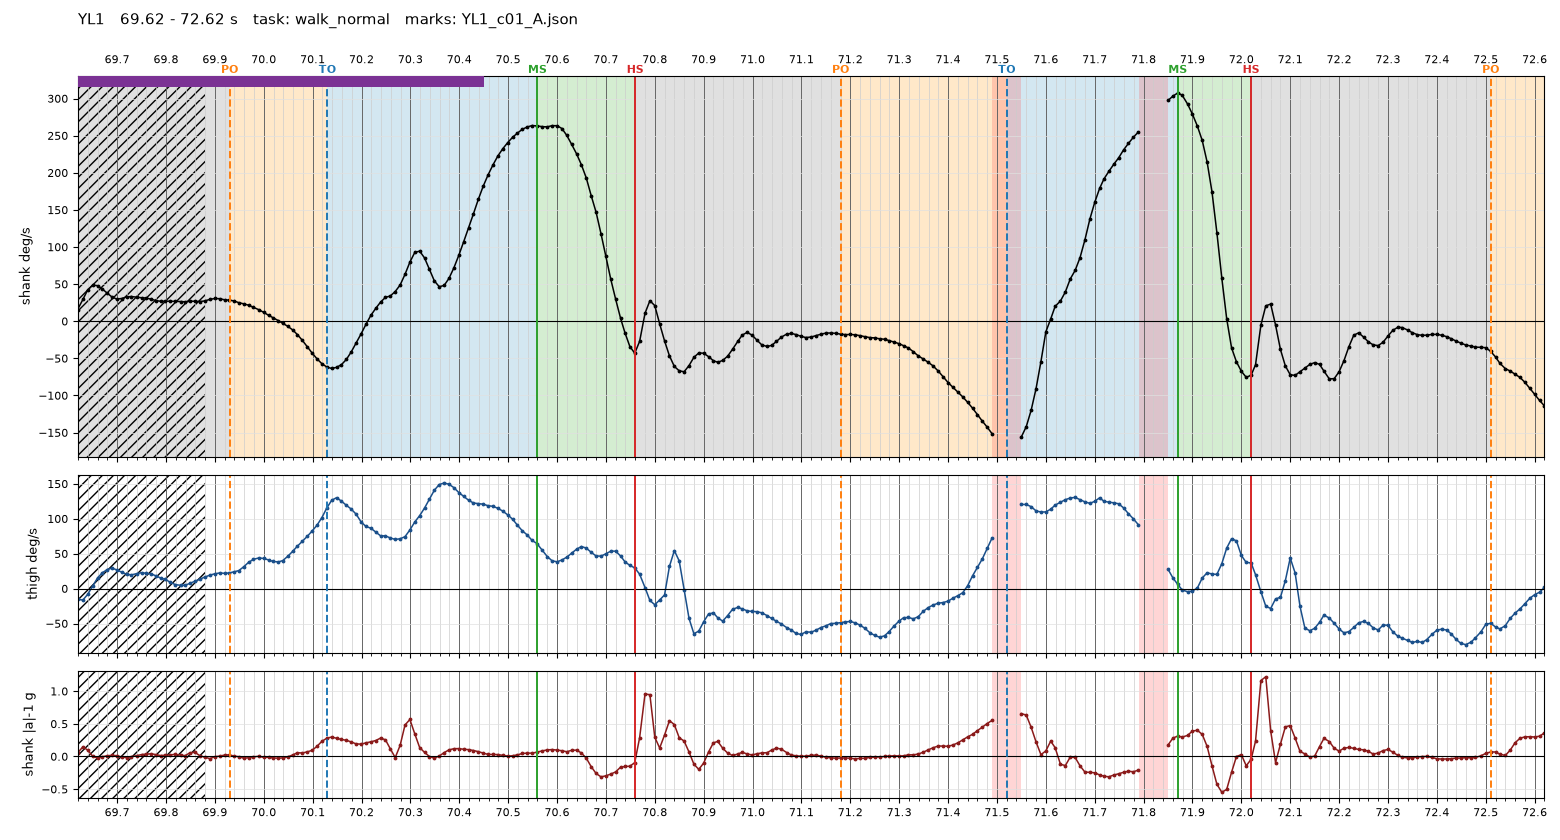 YL1   69.62 - 72.62 s   task: walk_normal   marks: YL1_c01_A.json
69.7 69.8 69.9 70.0 70.1 70.2 70.3 70.4 70.5 70.6 70.7 70.8 70.9 71.0 71.1 71.2 71.3 71.4 71.5 71.6 71.7 71.8 71.9 72.0 72.1 72.2 72.3 72.4 72.5 72.6
PO TO MS HS PO TO MS HS PO
shank deg/s
300
250
200
150
100
50
0
−50
−100
−150
thigh deg/s
150
100
50
0
−50
shank |a|-1 g
1.0
0.5
0.0
−0.5
69.7 69.8 69.9 70.0 70.1 70.2 70.3 70.4 70.5 70.6 70.7 70.8 70.9 71.0 71.1 71.2 71.3 71.4 71.5 71.6 71.7 71.8 71.9 72.0 72.1 72.2 72.3 72.4 72.5 72.6